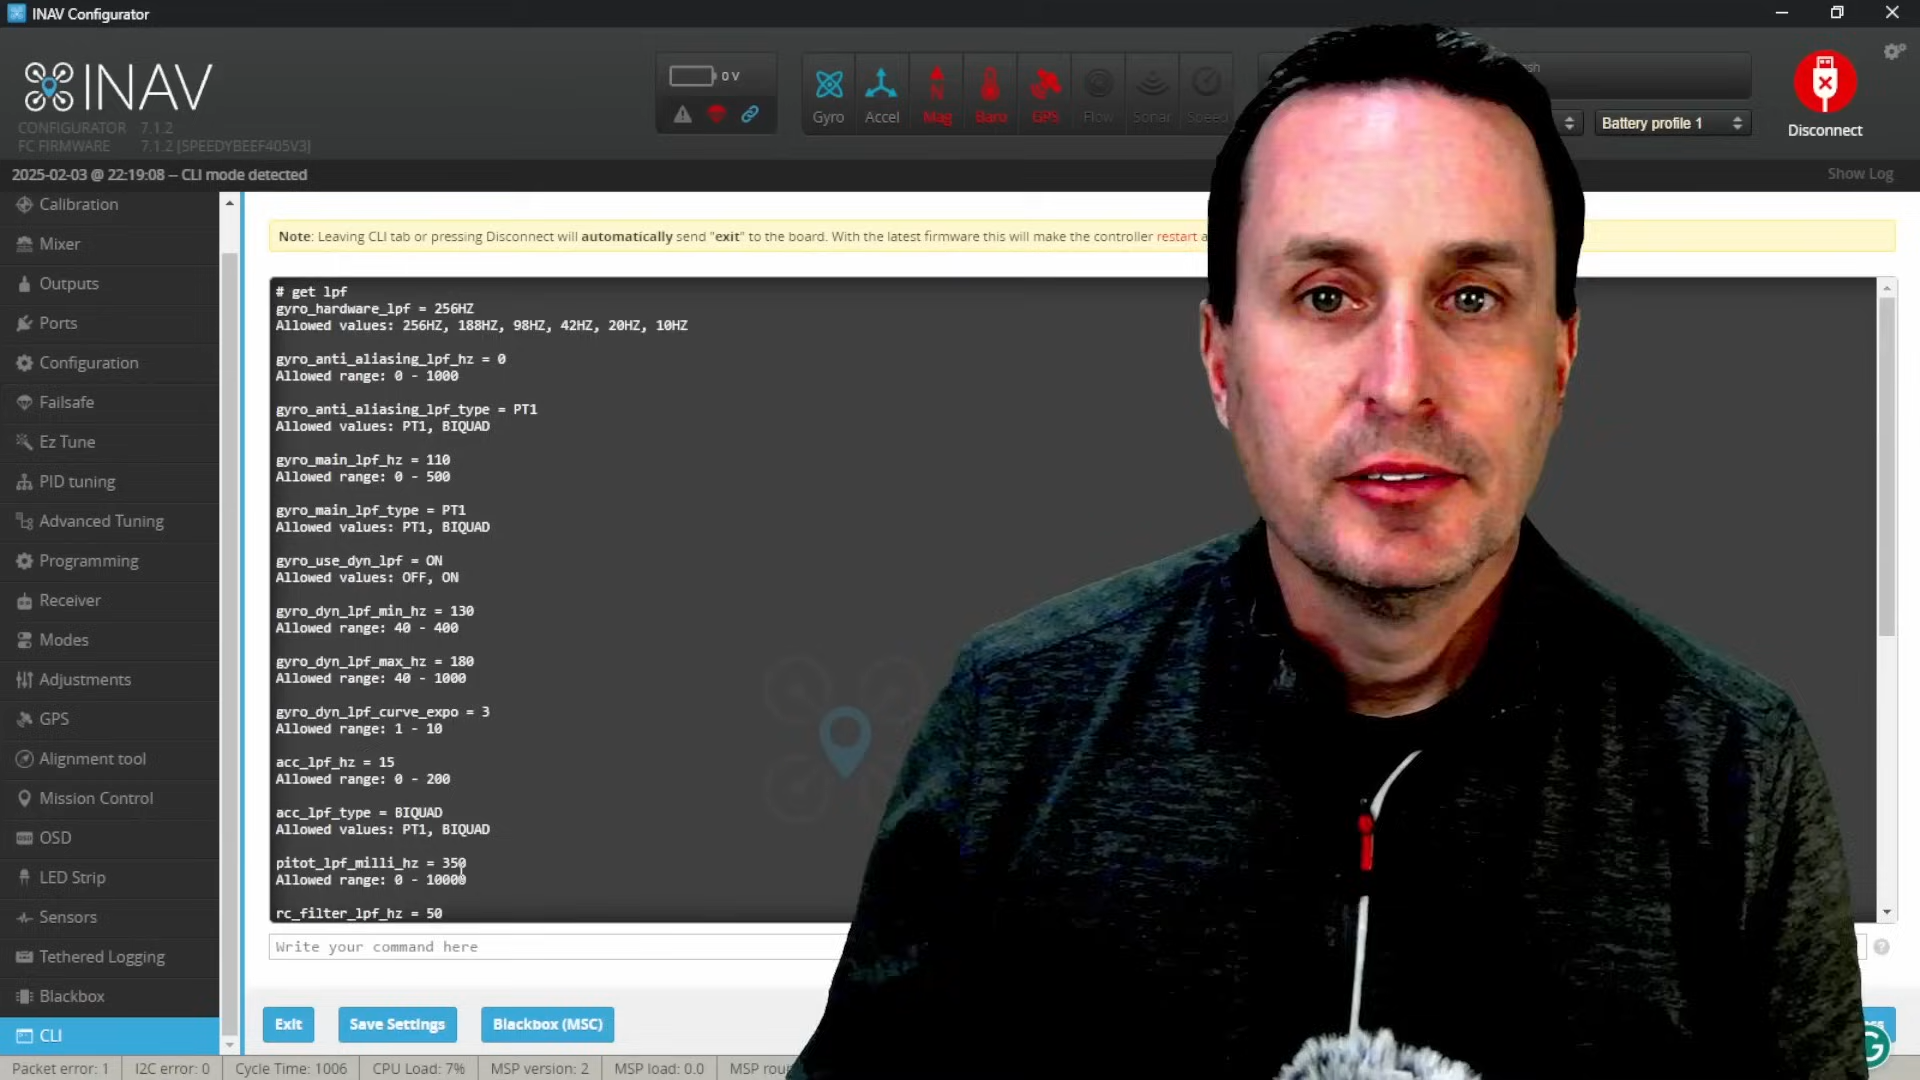 INAV Configurator
INAV
CONFIGURATOR 7.1.2
FC FIRMWARE 7.1.2 [SPEEDYBEEF405V3]
0 V
Gyro
Accel
Mag
Baro
GPS
Flow
Sonar
Speed
Battery profile 1
Disconnect
2025-02-03 @ 22:19:08 -- CLI mode detected
Show Log
Calibration
Mixer
Outputs
Ports
Configuration
Failsafe
Ez Tune
PID tuning
Advanced Tuning
Programming
Receiver
Modes
Adjustments
GPS
Alignment tool
Mission Control
OSD
LED Strip
Sensors
Tethered Logging
Blackbox
CLI
Note: Leaving CLI tab or pressing Disconnect will automatically send "exit" to the board. With the latest firmware this will make the controller restart
# get lpf
gyro_hardware_lpf = 256HZ
Allowed values: 256HZ, 188HZ, 98HZ, 42HZ, 20HZ, 10HZ
gyro_anti_aliasing_lpf_hz = 0
Allowed range: 0 - 1000
gyro_anti_aliasing_lpf_type = PT1
Allowed values: PT1, BIQUAD
gyro_main_lpf_hz = 110
Allowed range: 0 - 500
gyro_main_lpf_type = PT1
Allowed values: PT1, BIQUAD
gyro_use_dyn_lpf = ON
Allowed values: OFF, ON
gyro_dyn_lpf_min_hz = 130
Allowed range: 40 - 400
gyro_dyn_lpf_max_hz = 180
Allowed range: 40 - 1000
gyro_dyn_lpf_curve_expo = 3
Allowed range: 1 - 10
acc_lpf_hz = 15
Allowed range: 0 - 200
acc_lpf_type = BIQUAD
Allowed values: PT1, BIQUAD
pitot_lpf_milli_hz = 350
Allowed range: 0 - 10000
rc_filter_lpf_hz = 50
Write your command here
Exit
Save Settings
Blackbox (MSC)
Packet error: 1
I2C error: 0
Cycle Time: 1006
CPU Load: 7%
MSP version: 2
MSP load: 0.0
MSP